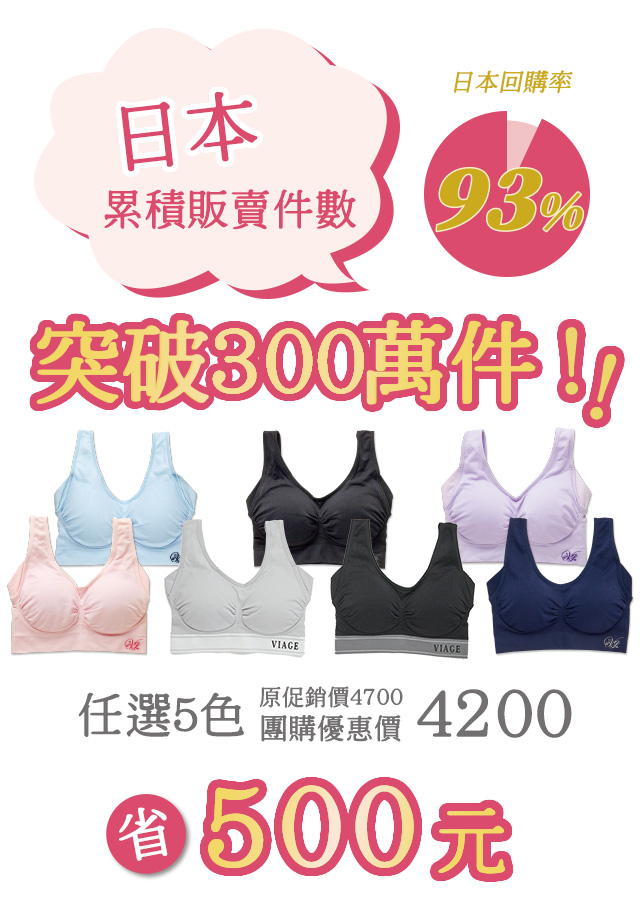 日本
累積販賣件數
日本回購率
93%
突破300萬件!!
VIAGE
VIAGE
任選5色
原促銷價4700
團購優惠價
4200
省500元